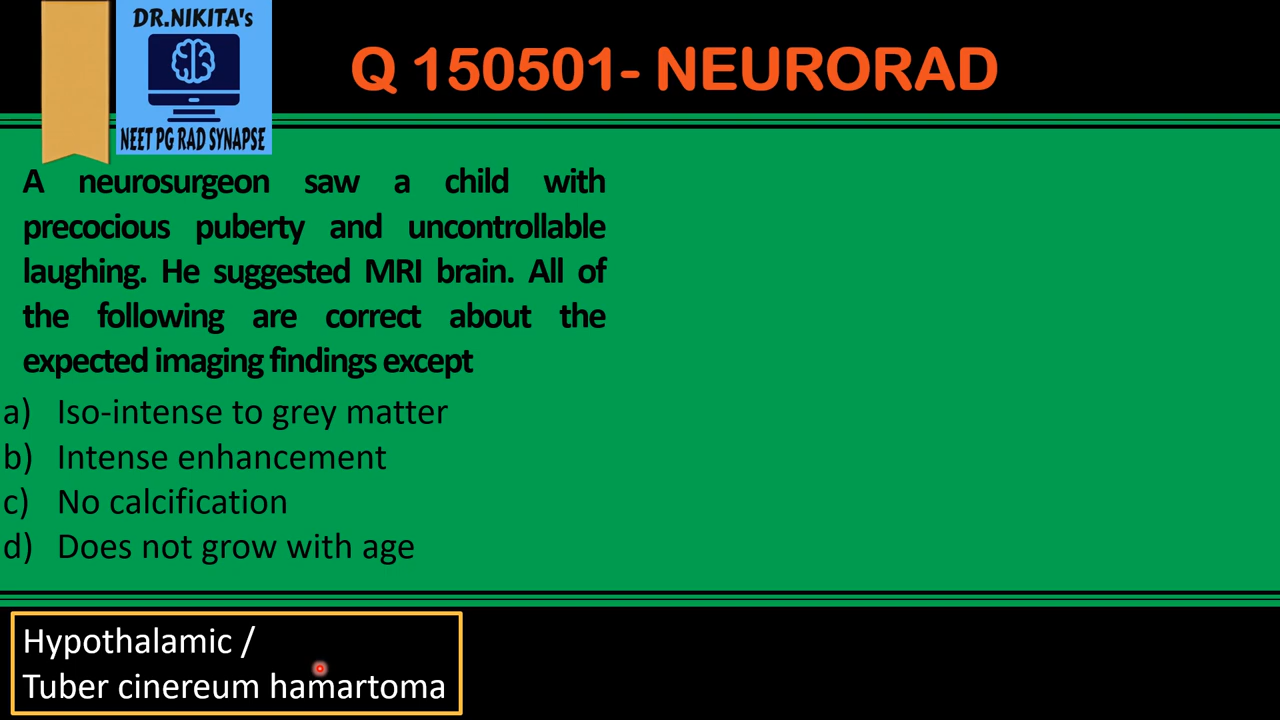 DR.NIKITA's
NEET PG RAD SYNAPSE
Q 150501- NEURORAD
A neurosurgeon saw a child with
precocious puberty and uncontrollable
laughing. He suggested MRI brain. All of
the following are correct about the
expected imaging findings except
a) Iso-intense to grey matter
b) Intense enhancement
c) No calcification
d) Does not grow with age
Hypothalamic /
Tuber cinereum hamartoma